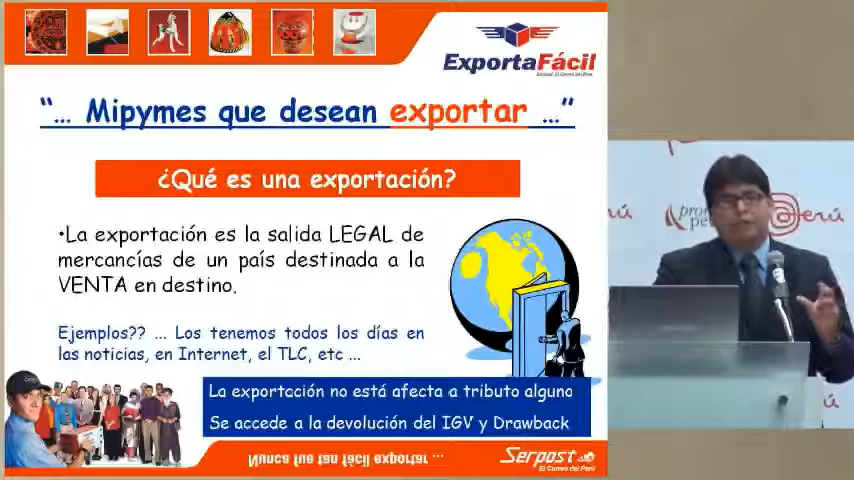 ExportaFácil
“... Mipymes que desean exportar ...”
¿Qué es una exportación?
•La exportación es la salida LEGAL de
mercancías de un país destinada a la
VENTA en destino.
Ejemplos?? ... Los tenemos todos los días en
las noticias, en Internet, el TLC, etc ...
La exportación no está afecta a tributo alguno
Se accede a la devolución del IGV y Drawback
Nunca fue tan fácil exportar ...
Serpost
El Correo del Perú